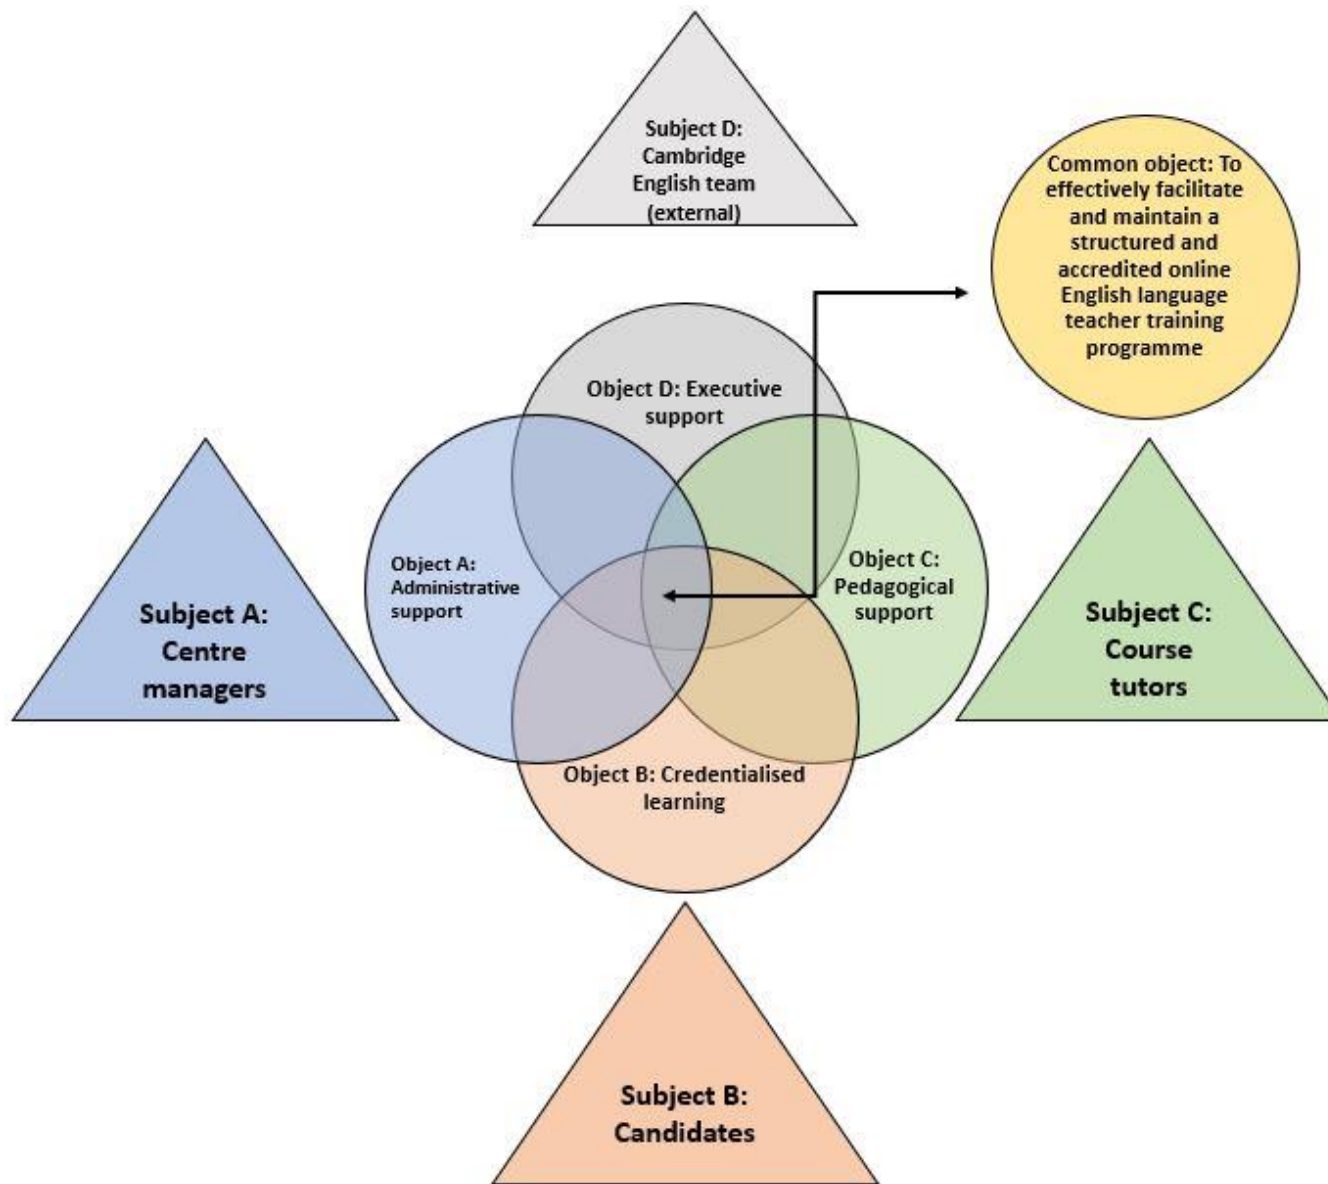 Subject D:
Cambridge
English team
(external)
Common object: To
effectively facilitate
and maintain a
structured and
accredited online
English language
teacher training
programme
Object D: Executive
support
Object A:
Administrative
support
Object C:
Pedagogical
support
Subject A:
Centre
managers
Subject C:
Course
tutors
Object B: Credentialised
learning
Subject B:
Candidates